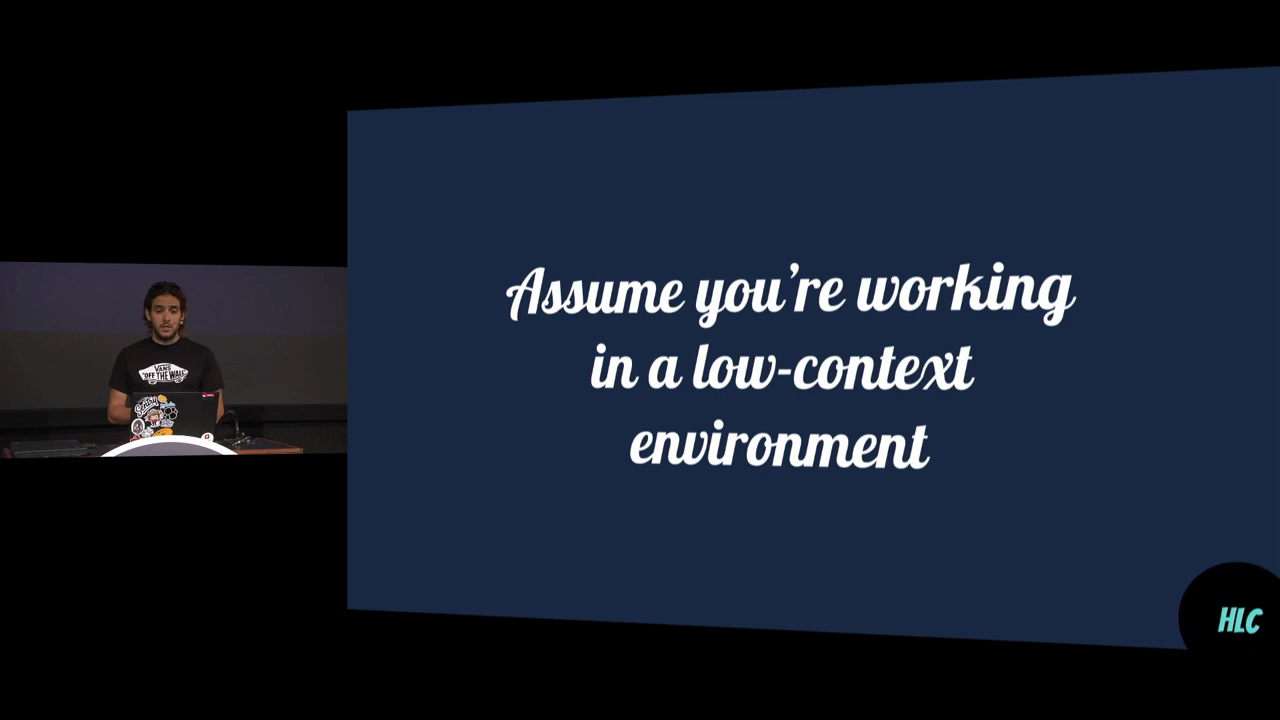 Assume you're working
in a low-context
environment
VANS
"OFF THE WALL"
HLC